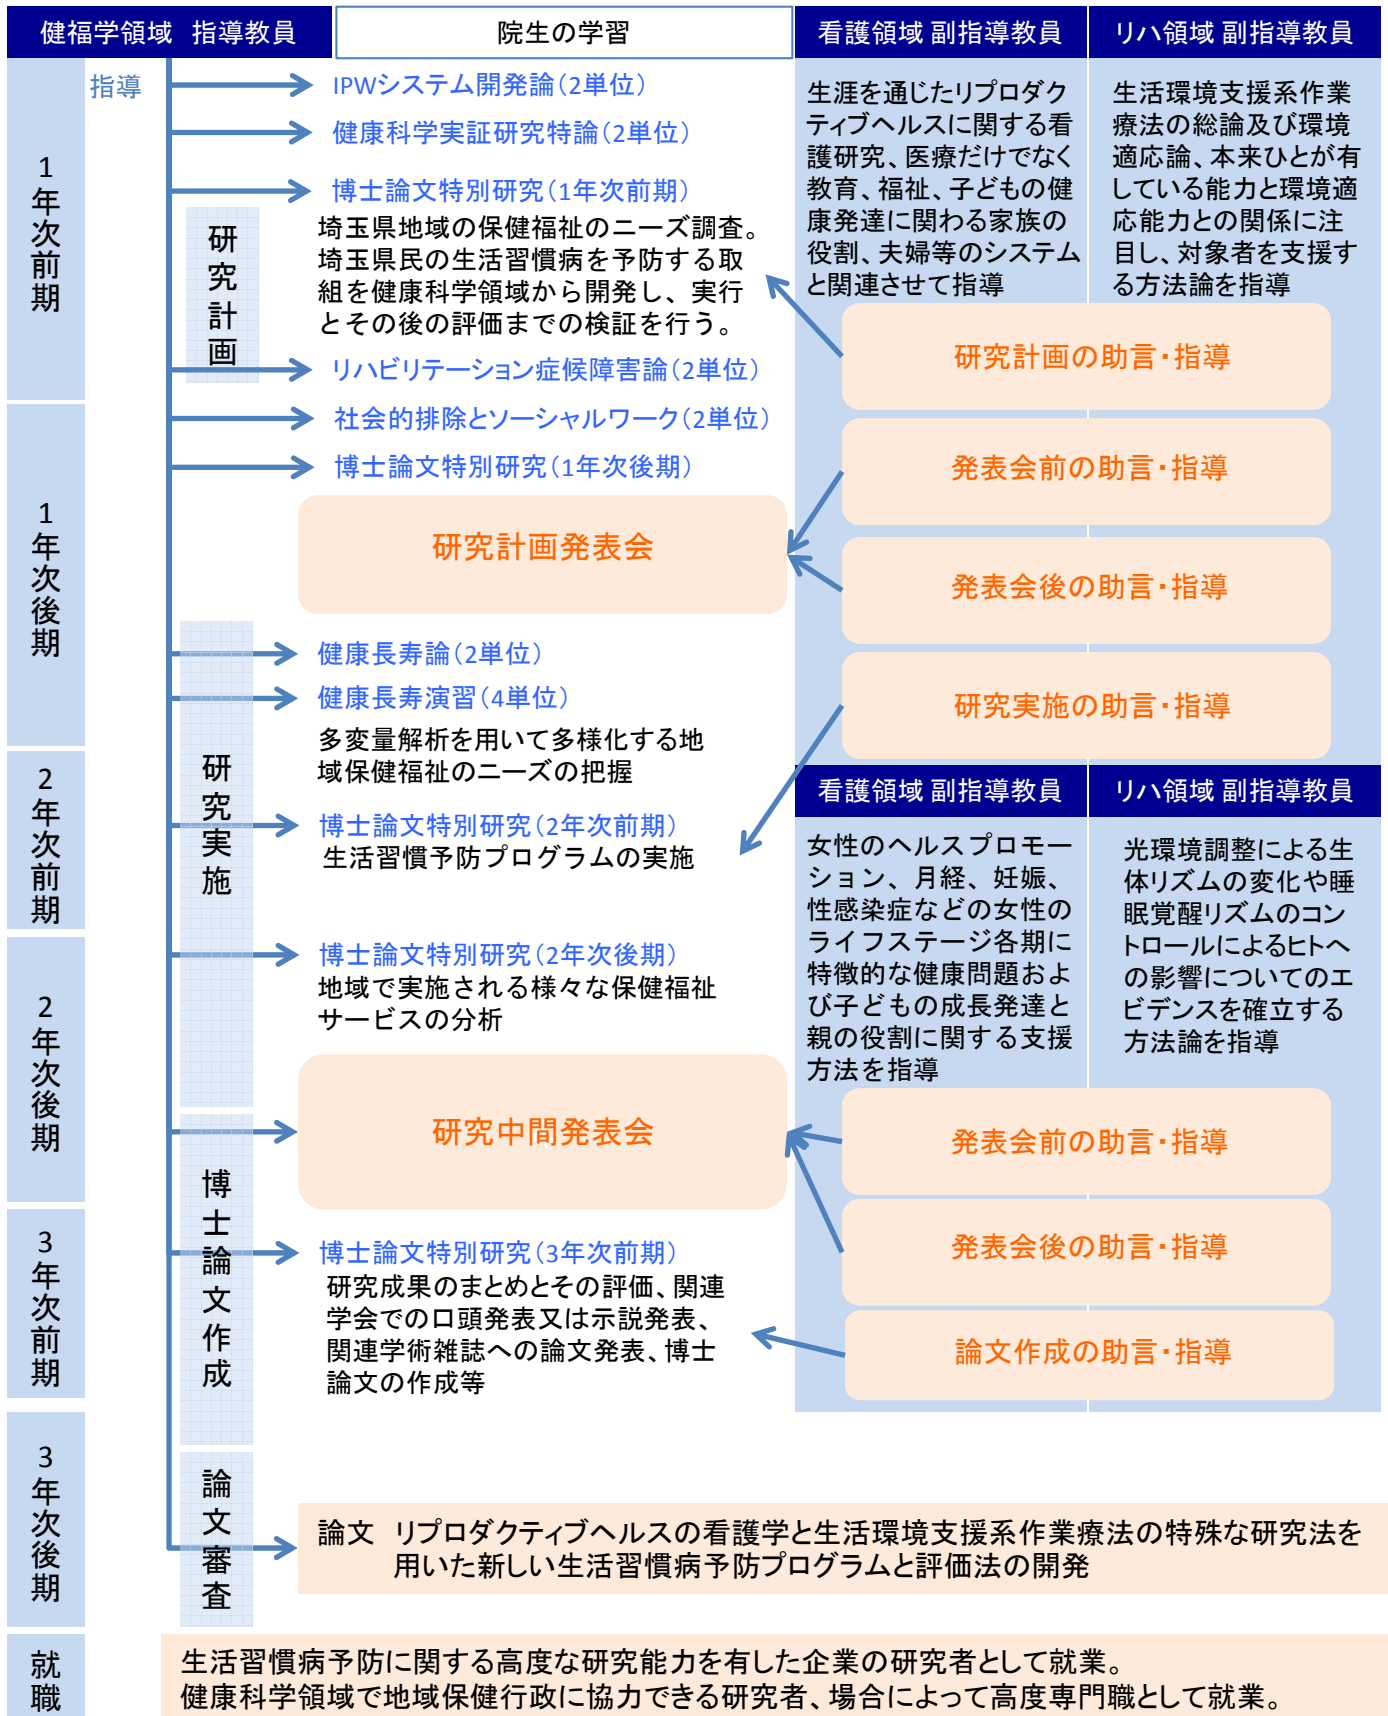 健福学領域　指導教員
院生の学習
看護領域 副指導教員
リハ領域 副指導教員
指導
1年次前期
研究計画
IPWシステム開発論(2単位)
健康科学実証研究特論(2単位)
博士論文特別研究(1年次前期)
埼玉県地域の保健福祉のニーズ調査。
埼玉県民の生活習慣病を予防する取
組を健康科学領域から開発し、実行
とその後の評価までの検証を行う。
リハビリテーション症候障害論(2単位)
生涯を通じたリプロダク
ティブヘルスに関する看
護研究、医療だけでなく
教育、福祉、子どもの健
康発達に関わる家族の
役割、夫婦等のシステム
と関連させて指導
生活環境支援系作業
療法の総論及び環境
適応論、本来ひとが有
している能力と環境適
応能力との関係に注
目し、対象者を支援す
る方法論を指導
研究計画の助言・指導
1年次後期
社会的排除とソーシャルワーク(2単位)
博士論文特別研究(1年次後期)
研究計画発表会
発表会前の助言・指導
発表会後の助言・指導
研究実施
健康長寿論(2単位)
健康長寿演習(4単位)
多変量解析を用いて多様化する地
域保健福祉のニーズの把握
研究実施の助言・指導
2年次前期
博士論文特別研究(2年次前期)
生活習慣予防プログラムの実施
看護領域 副指導教員
リハ領域 副指導教員
女性のヘルスプロモー
ション、月経、妊娠、
性感染症などの女性の
ライフステージ各期に
特徴的な健康問題およ
び子どもの成長発達と
親の役割に関する支援
方法を指導
光環境調整による生
体リズムの変化や睡
眠覚醒リズムのコン
トロールによるヒトへ
の影響についてのエ
ビデンスを確立する
方法論を指導
2年次後期
博士論文特別研究(2年次後期)
地域で実施される様々な保健福祉
サービスの分析
博士論文作成
研究中間発表会
発表会前の助言・指導
発表会後の助言・指導
3年次前期
博士論文特別研究(3年次前期)
研究成果のまとめとその評価、関連
学会での口頭発表又は示説発表、
関連学術雑誌への論文発表、博士
論文の作成等
論文作成の助言・指導
3年次後期
論文審査
論文　リプロダクティブヘルスの看護学と生活環境支援系作業療法の特殊な研究法を
用いた新しい生活習慣病予防プログラムと評価法の開発
就職
生活習慣病予防に関する高度な研究能力を有した企業の研究者として就業。
健康科学領域で地域保健行政に協力できる研究者、場合によって高度専門職として就業。